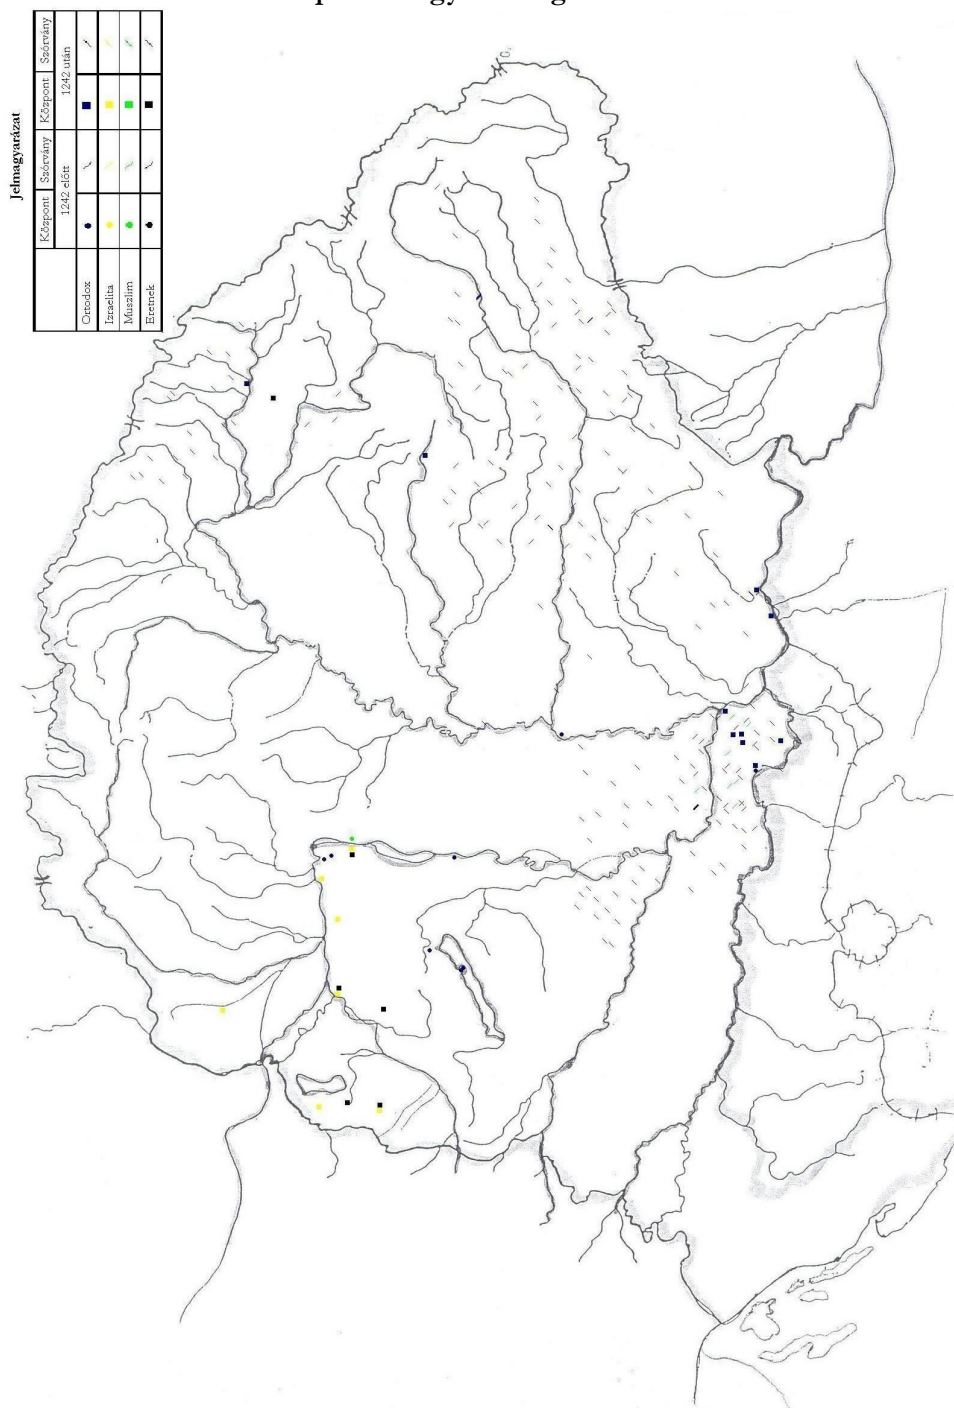 Jelmagyarázat
Központ Szórvány Központ Szórvány
1242 előtt 1242 után
Ortodox
Izraelita
Muszlim
Eretnek